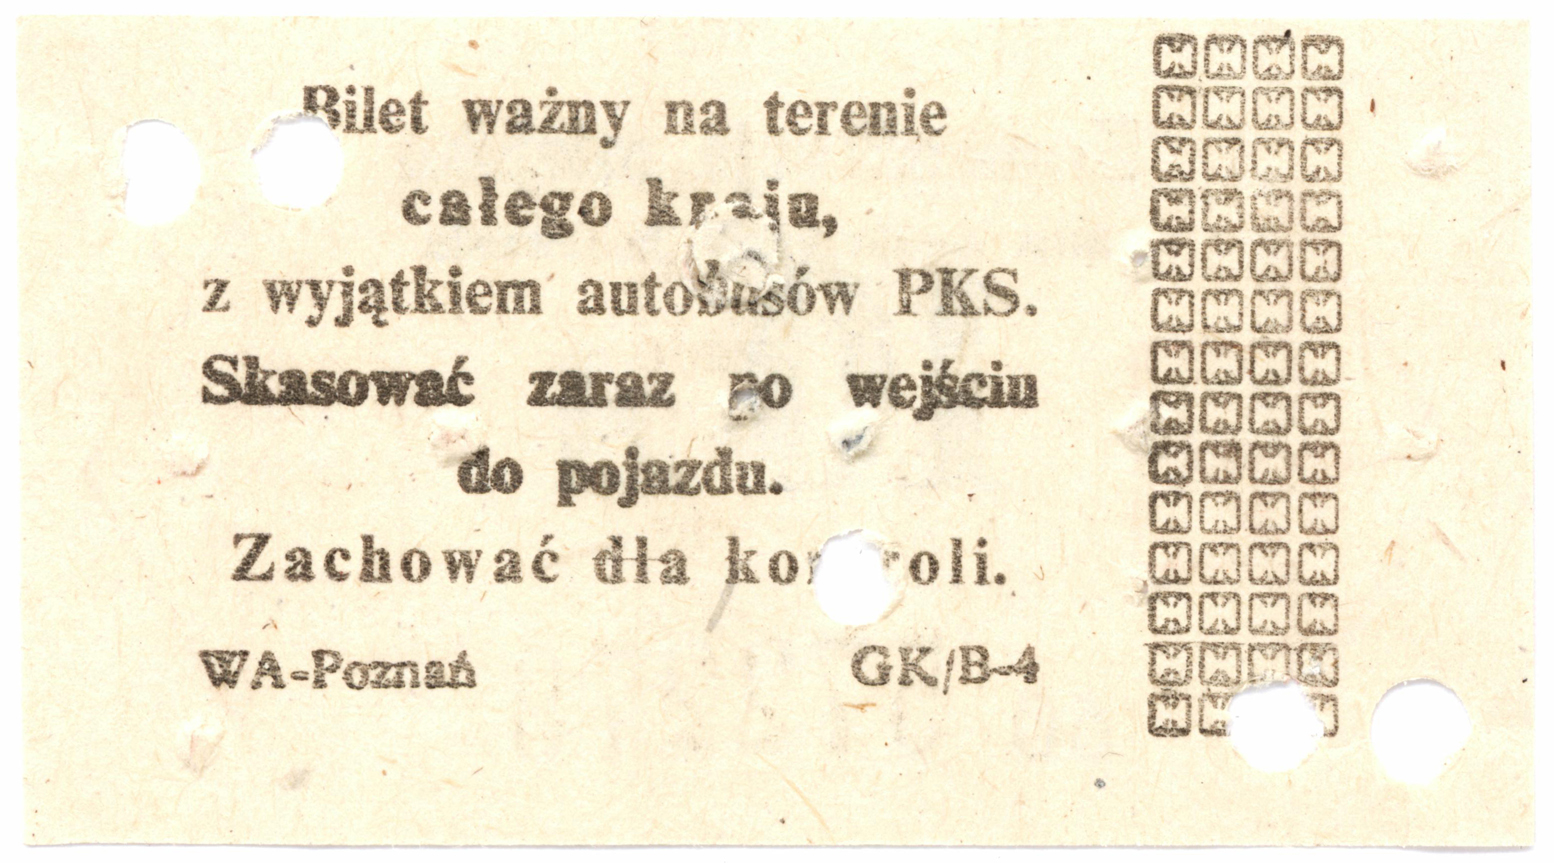 Bilet ważny na terenie
całego kraju,
z wyjątkiem autobusów PKS.
Skasować zaraz po wejściu
do pojazdu.
Zachować dla kontroli.
WA-Poznań GK/B-4